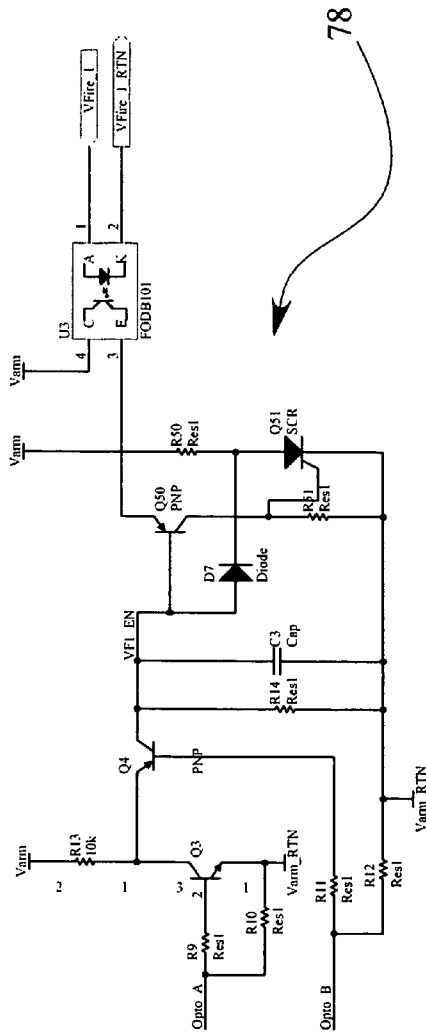 78
VFire_1
VFire_1_RTN
1
2
A
K
C
E
U3
FODB101
4
3
Varm
Varm
R50
Res1
Q51
SCR
Q50
PNP
R51
Res1
D7
Diode
VF1_EN
C3
Cap
R14
Res1
Q4
PNP
Varm
R13
10k
2
1
Q3
3
2
1
Varm_RTN
R9
Res1
R10
Res1
Opto_A
R11
Res1
R12
Res1
Varm_RTN
Opto_B